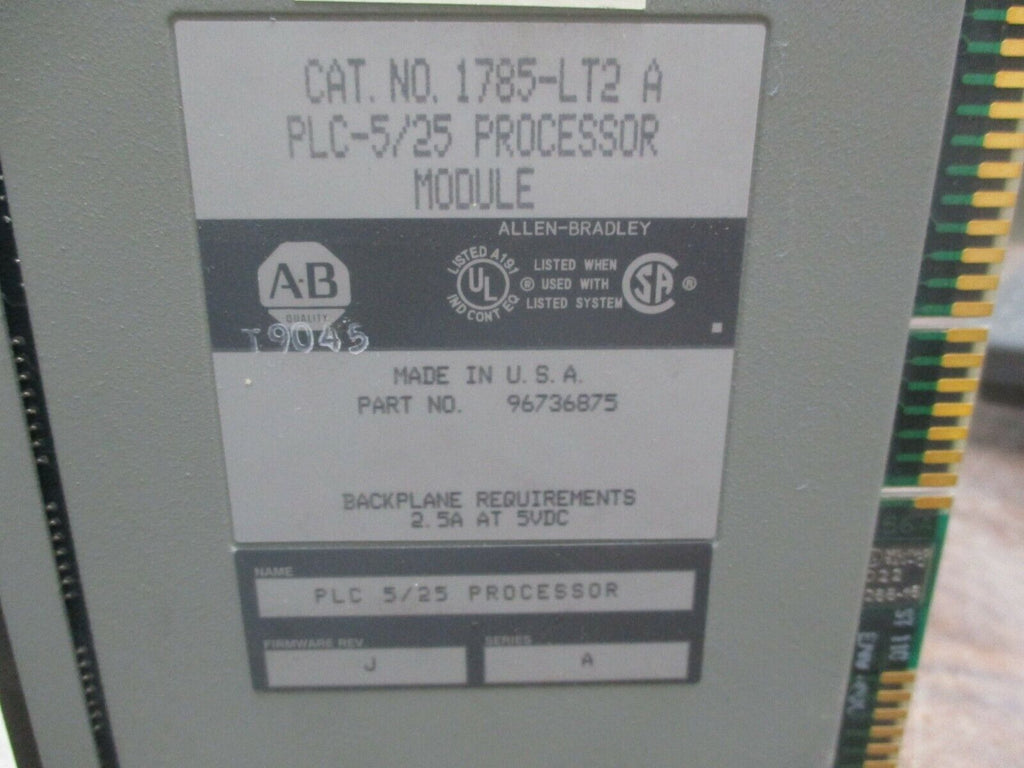 CAT. NO. 1785-LT2 A
PLC-5/25 PROCESSOR
MODULE
ALLEN-BRADLEY
A-B
QUALITY
LISTED A191
UL
IND CONT EQ
®
LISTED WHEN
USED WITH
LISTED SYSTEM
SA
®
T9045
MADE IN U.S.A.
PART NO. 96736875
BACKPLANE REQUIREMENTS
2.5A AT 5VDC
NAME
PLC 5/25 PROCESSOR
FIRMWARE REV
J
SERIES
A